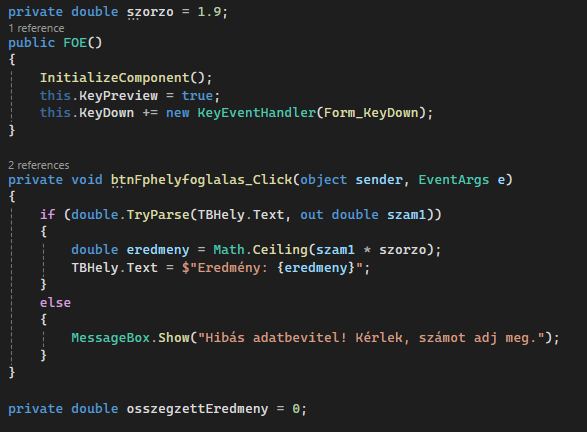 private double szorzo = 1.9;
1 reference
public FOE()
{
InitializeComponent();
this.KeyPreview = true;
this.KeyDown += new KeyEventHandler(Form_KeyDown);
}
2 references
private void btnFphelyfoglalas_Click(object sender, EventArgs e)
{
if (double.TryParse(TBHely.Text, out double szam1))
{
double eredmeny = Math.Ceiling(szam1 * szorzo);
TBHely.Text = $"Eredmény: {eredmeny}";
}
else
{
MessageBox.Show("Hibás adatbevitel! Kérlek, számot adj meg.");
}
}
private double osszegzettEredmeny = 0;